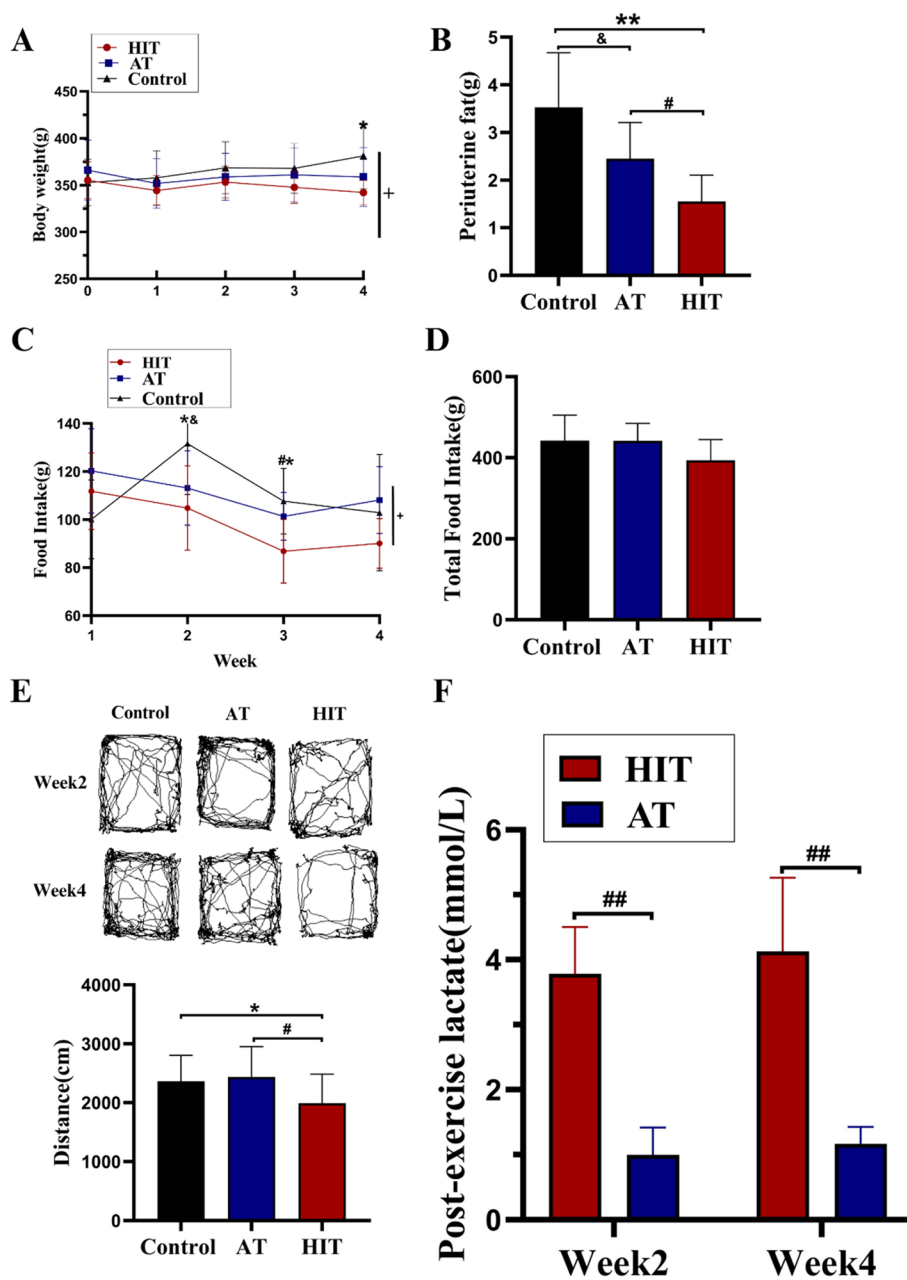 A
HIT
AT
Control
Body weight(g)
450
400
350
300
250
0 1 2 3 4
*
+
B
Periuterine fat(g)
5
4
3
2
1
0
**
&
#
Control AT HIT
C
HIT
AT
Control
Food Intake(g)
140
120
100
80
60
1 2 3 4
Week
*&
#*
+
D
Total Food Intake(g)
600
400
200
0
Control AT HIT
E
Control AT HIT
Week2
Week4
Distance(cm)
4000
3000
2000
1000
0
*
#
Control AT HIT
F
HIT
AT
Post-exercise lactate(mmol/L)
6
4
2
0
##
##
Week2 Week4